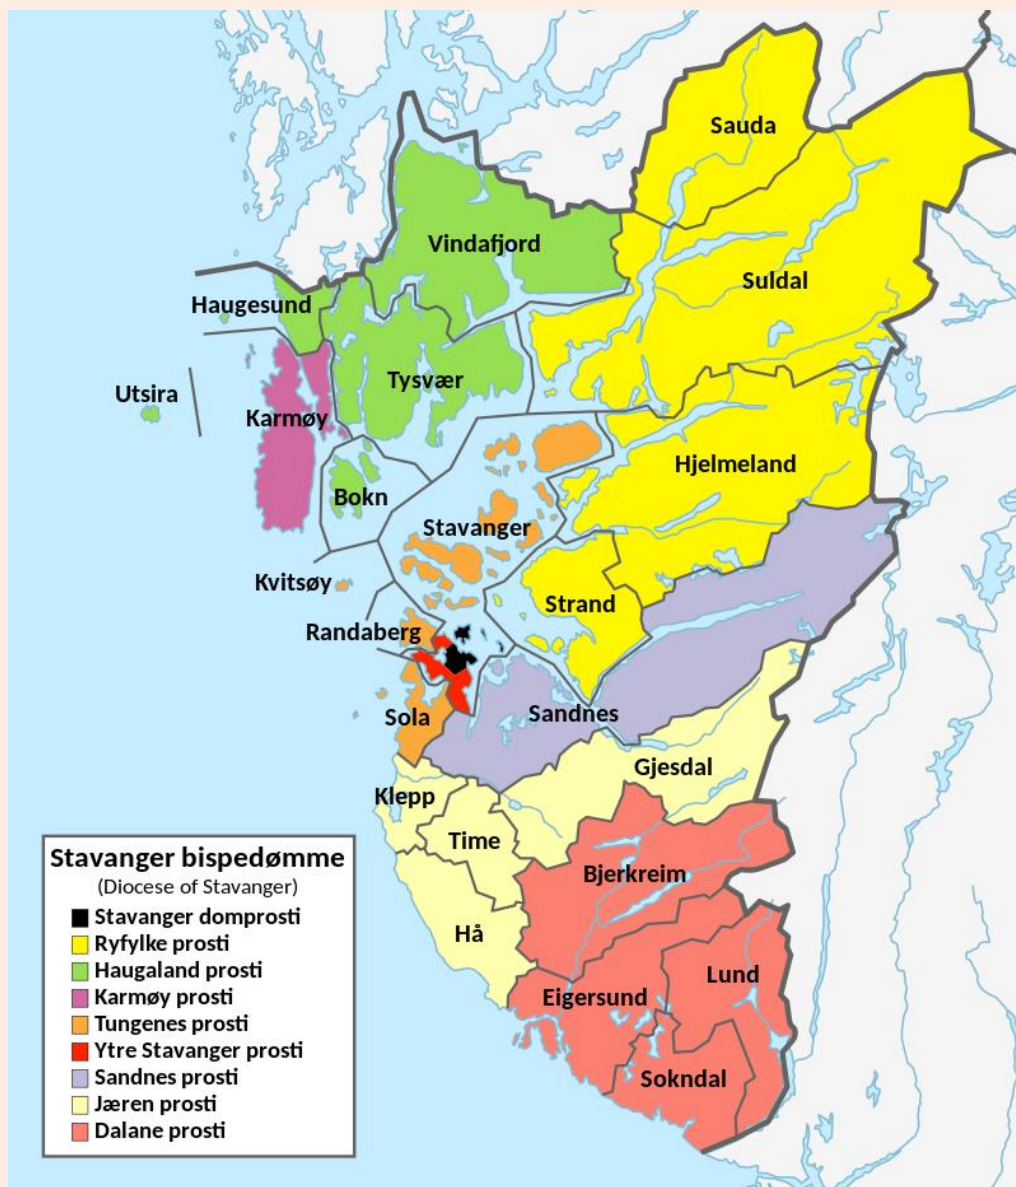 Sauda
Vindafjord
Suldal
Haugesund
Tysvær
Utsira
Karmøy
Hjelmeland
Bokn
Stavanger
Kvitsøy
Strand
Randaberg
Sola
Sandnes
Gjesdal
Klepp
Time
Bjerkreim
Hå
Lund
Eigersund
Sokndal
Stavanger bispedømme
(Diocese of Stavanger)
Stavanger domprosti
Ryfylke prosti
Haugaland prosti
Karmøy prosti
Tungenes prosti
Ytre Stavanger prosti
Sandnes prosti
Jæren prosti
Dalane prosti